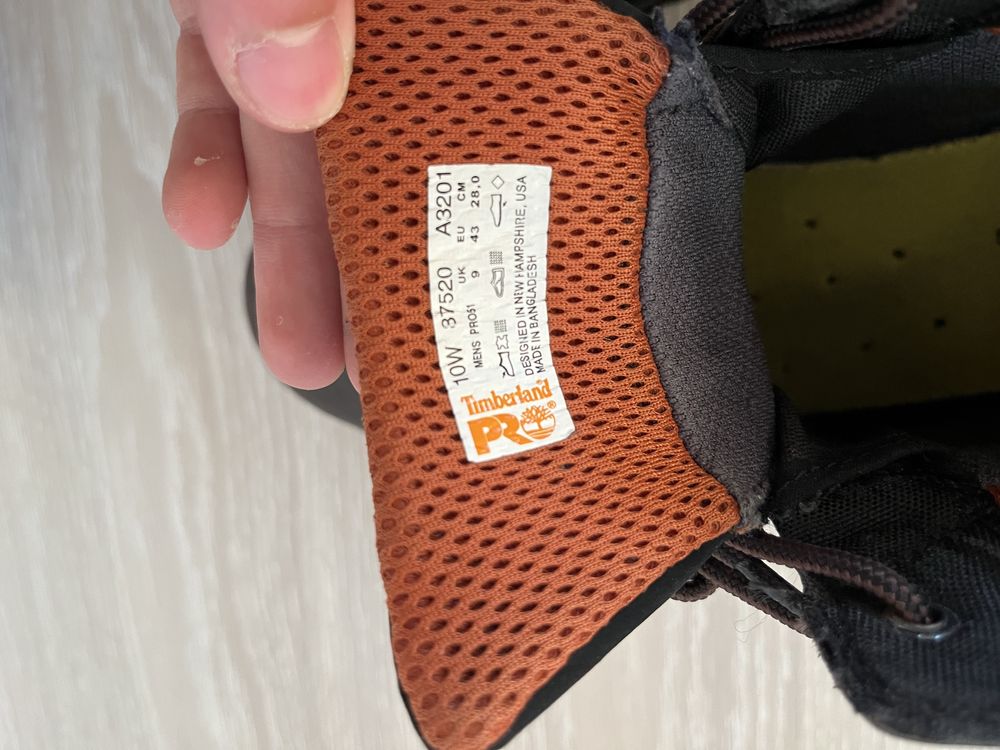 10W 37520 A3201
MENS PRO51 UK EU CM
9 43 28,0
DESIGNED IN NEW HAMPSHIRE, USA
MADE IN BANGLADESH
Timberland
PRO®